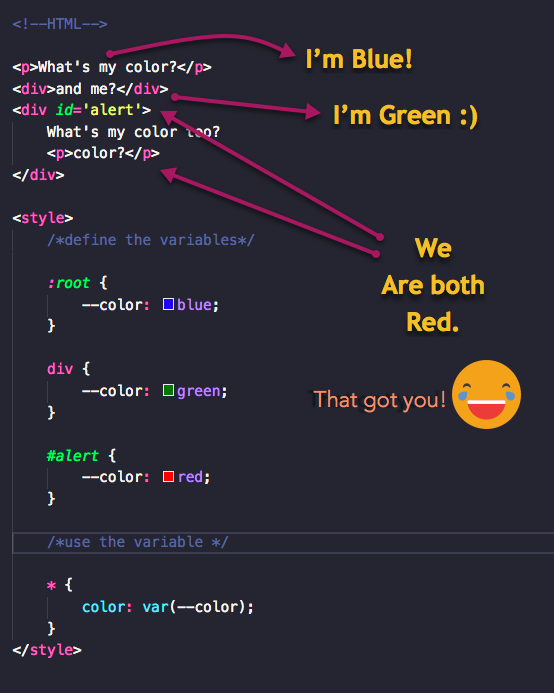 <!--HTML-->
<p>What's my color?</p>
I'm Blue!
<div>and me?</div>
I'm Green :)
<div id='alert'>
What's my color too?
<p>color?</p>
</div>
<style>
/*define the variables*/
We
Are both
Red.
:root {
--color: blue;
}
div {
--color: green;
}
That got you!
#alert {
--color: red;
}
/*use the variable */
* {
color: var(--color);
}
</style>